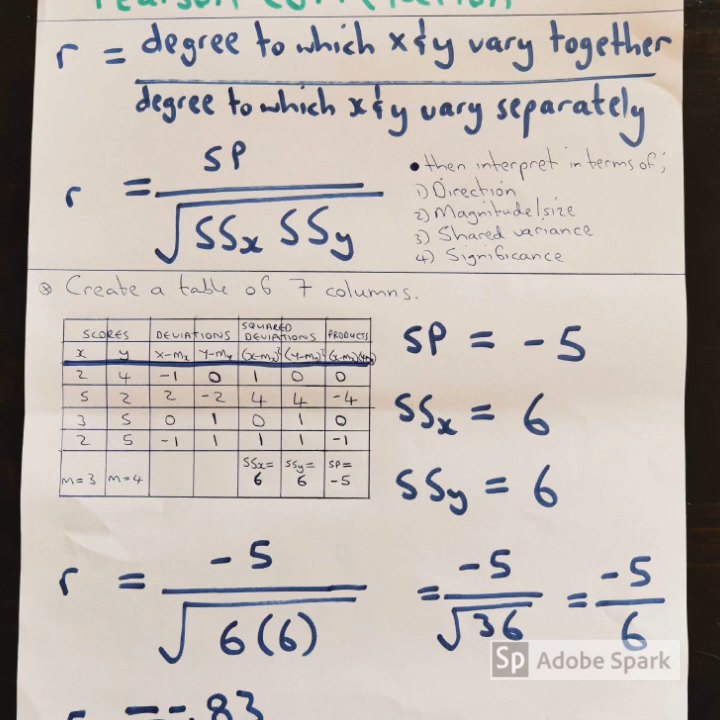 Pearson Correlation
r = degree to which x & y vary together
degree to which x & y vary separately
r = SP
√SSx SSy
• then interpret in terms of;
1) Direction
2) Magnitude/size
3) Shared variance
4) Significance
⊗ Create a table of 7 columns.
SCORES DEVIATIONS SQUARED DEVIATIONS PRODUCTS
x y x-mx y-my (x-mx)² (y-my)² (x-mx)(y-my)
2 4 -1 0 1 0 0
5 2 2 -2 4 4 -4
3 5 0 1 0 1 0
2 5 -1 1 1 1 -1
m=3 m=4 SSx= 6 SSy= 6 SP= -5
SP = -5
SSx = 6
SSy = 6
r = -5 / √6(6) = -5 / √36 = -5 / 6
r = -.83
Sp Adobe Spark